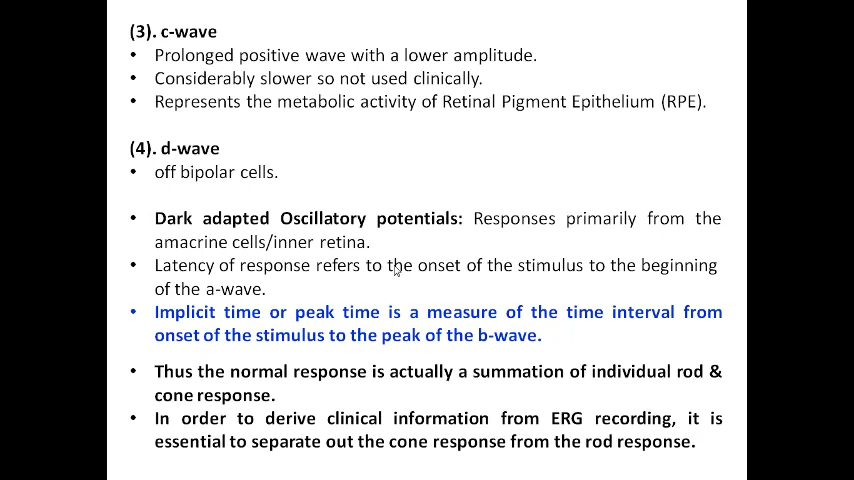 (3). c-wave
• Prolonged positive wave with a lower amplitude.
• Considerably slower so not used clinically.
• Represents the metabolic activity of Retinal Pigment Epithelium (RPE).
(4). d-wave
• off bipolar cells.
• Dark adapted Oscillatory potentials: Responses primarily from the
amacrine cells/inner retina.
• Latency of response refers to the onset of the stimulus to the beginning
of the a-wave.
• Implicit time or peak time is a measure of the time interval from
onset of the stimulus to the peak of the b-wave.
• Thus the normal response is actually a summation of individual rod &
cone response.
• In order to derive clinical information from ERG recording, it is
essential to separate out the cone response from the rod response.